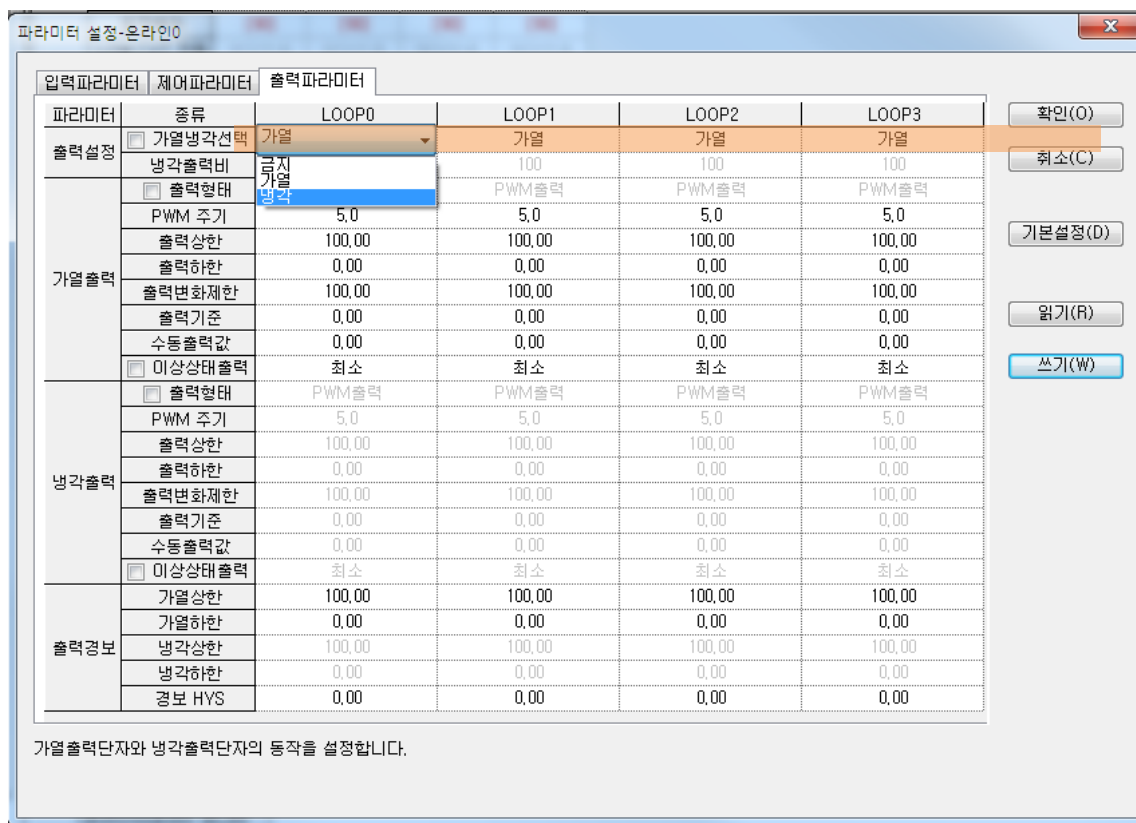 파라미터 설정-온라인0
입력파라미터 제어파라미터 출력파라미터
파라미터 종류 LOOP0 LOOP1 LOOP2 LOOP3 확인(O)
출력설정 가열냉각선택 가열 가열 가열 가열
냉각출력비 금지 100 100 100 취소(C)
가열
냉각
가열출력 출력형태 PWM출력 PWM출력 PWM출력
PWM 주기 5,0 5,0 5,0 5,0
출력상한 100,00 100,00 100,00 100,00 기본설정(D)
출력하한 0,00 0,00 0,00 0,00
출력변화제한 100,00 100,00 100,00 100,00
출력기준 0,00 0,00 0,00 0,00 읽기(R)
수동출력값 0,00 0,00 0,00 0,00
이상상태출력 최소 최소 최소 최소 쓰기(W)
냉각출력 출력형태 PWM출력 PWM출력 PWM출력 PWM출력
PWM 주기 5,0 5,0 5,0 5,0
출력상한 100,00 100,00 100,00 100,00
출력하한 0,00 0,00 0,00 0,00
출력변화제한 100,00 100,00 100,00 100,00
출력기준 0,00 0,00 0,00 0,00
수동출력값 0,00 0,00 0,00 0,00
이상상태출력 최소 최소 최소 최소
출력경보 가열상한 100,00 100,00 100,00 100,00
가열하한 0,00 0,00 0,00 0,00
냉각상한 100,00 100,00 100,00 100,00
냉각하한 0,00 0,00 0,00 0,00
경보 HYS 0,00 0,00 0,00 0,00
가열출력단자와 냉각출력단자의 동작을 설정합니다.